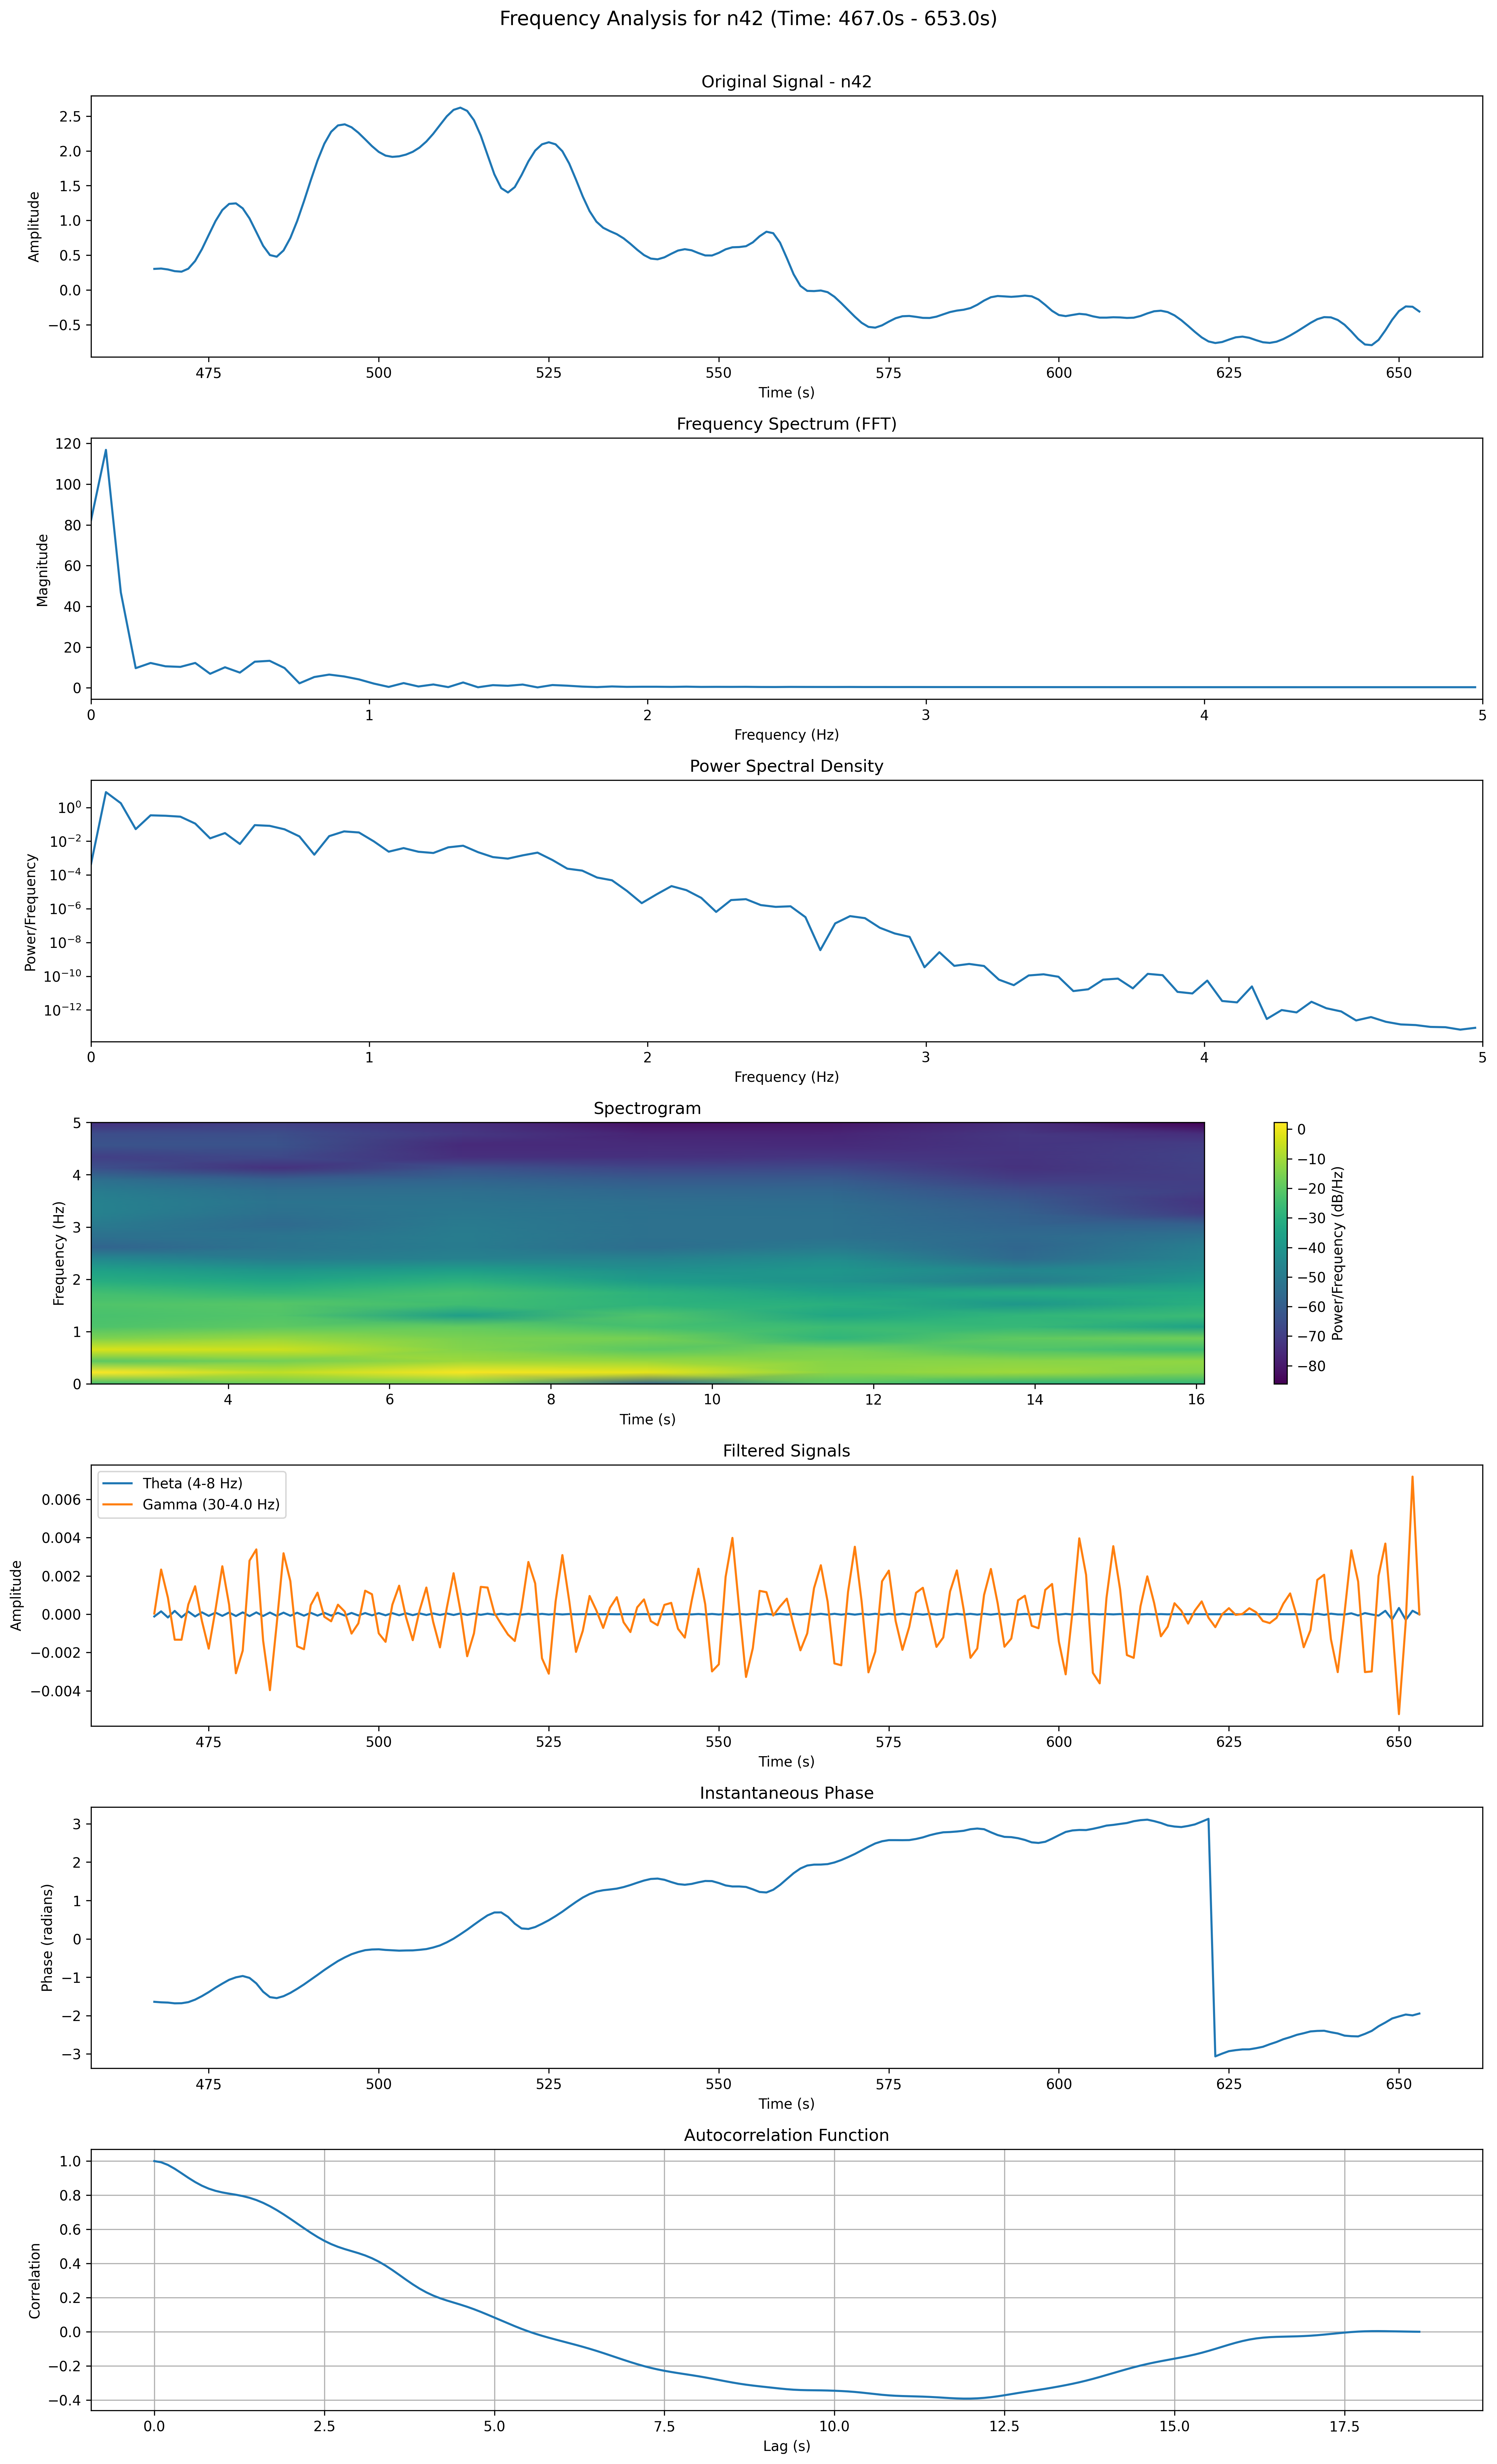 Frequency Analysis for n42 (Time: 467.0s - 653.0s)
Original Signal - n42
2.5
2.0
1.5
1.0
0.5
0.0
−0.5
Amplitude
475 500 525 550 575 600 625 650
Time (s)
Frequency Spectrum (FFT)
120
100
80
60
40
20
0
Magnitude
0 1 2 3 4 5
Frequency (Hz)
Power Spectral Density
10⁰
10⁻²
10⁻⁴
10⁻⁶
10⁻⁸
10⁻¹⁰
10⁻¹²
Power/Frequency
0 1 2 3 4 5
Frequency (Hz)
Spectrogram
5
4
3
2
1
0
Frequency (Hz)
4 6 8 10 12 14 16
Time (s)
0
−10
−20
−30
−40
−50
−60
−70
−80
Power/Frequency (dB/Hz)
Filtered Signals
Theta (4-8 Hz)
Gamma (30-4.0 Hz)
0.006
0.004
0.002
0.000
−0.002
−0.004
Amplitude
475 500 525 550 575 600 625 650
Time (s)
Instantaneous Phase
3
2
1
0
−1
−2
−3
Phase (radians)
475 500 525 550 575 600 625 650
Time (s)
Autocorrelation Function
1.0
0.8
0.6
0.4
0.2
0.0
−0.2
−0.4
Correlation
0.0 2.5 5.0 7.5 10.0 12.5 15.0 17.5
Lag (s)